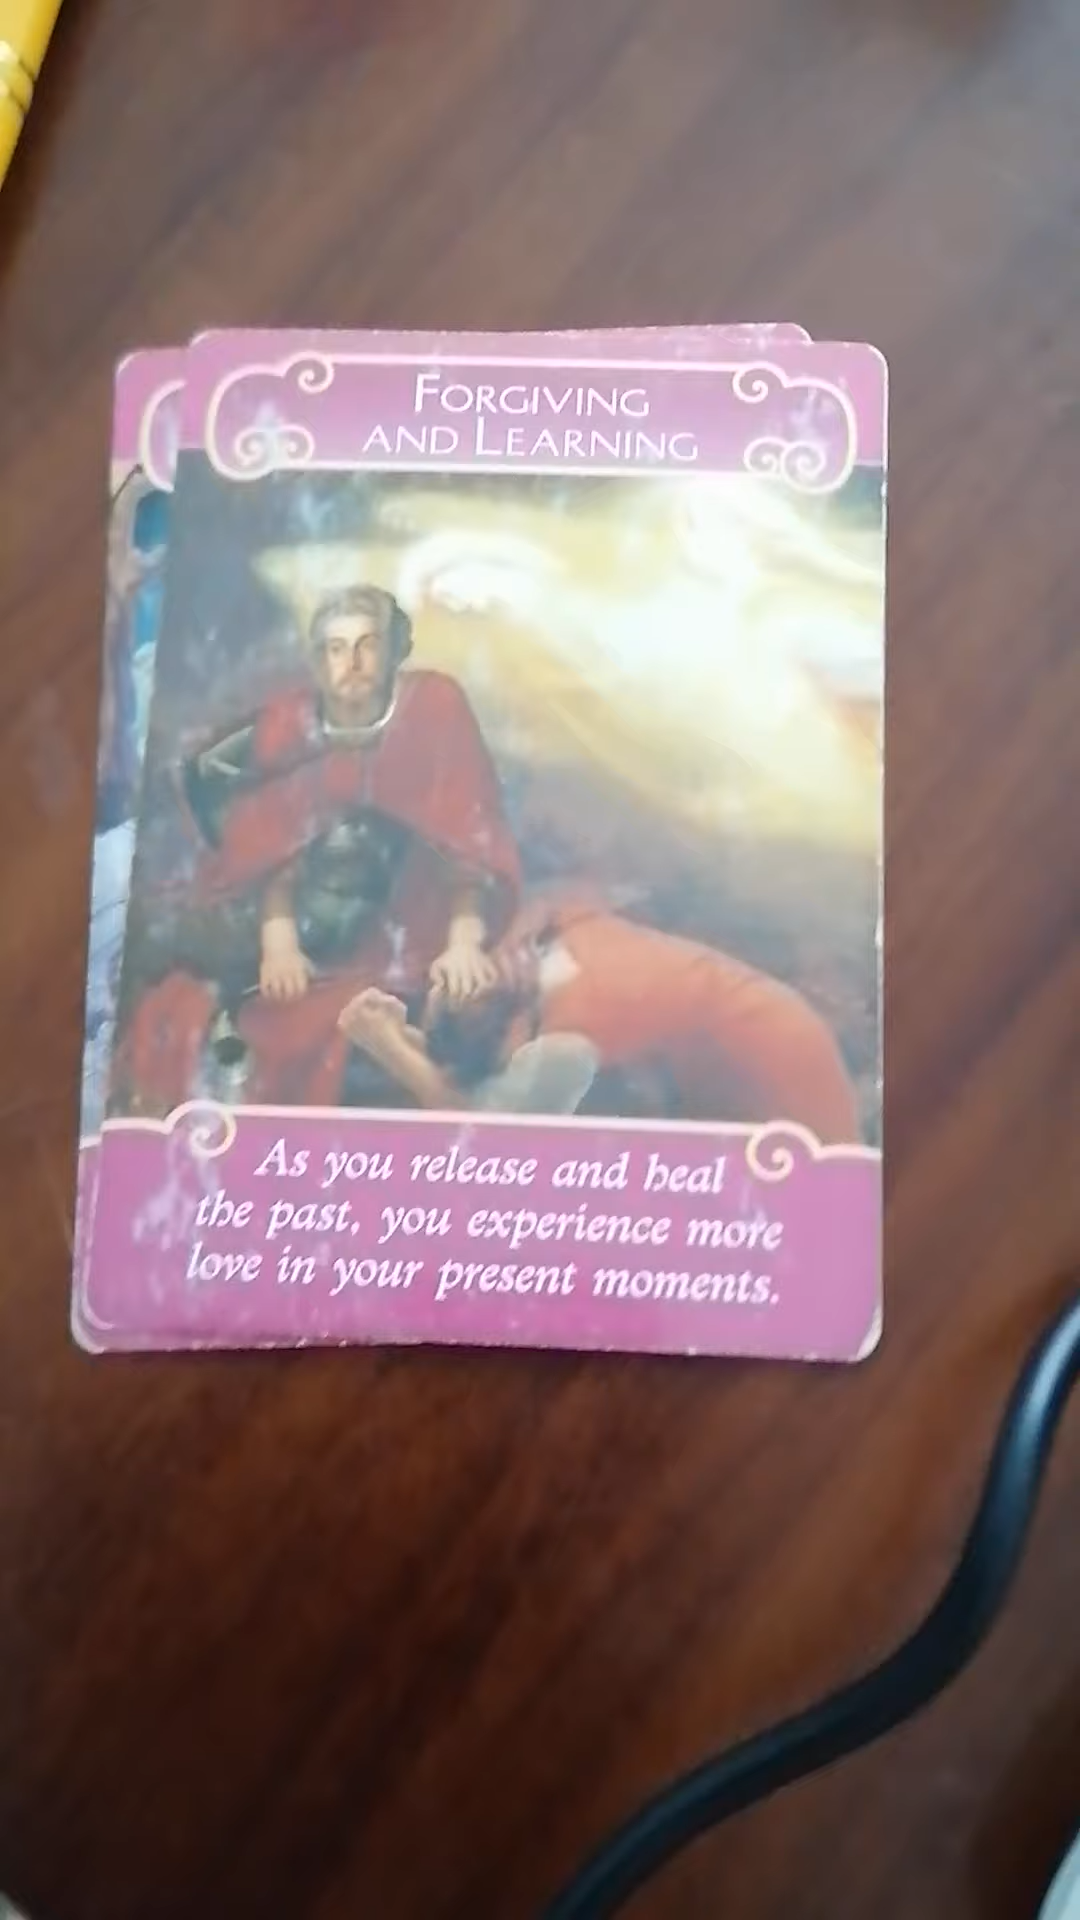 FORGIVING
AND LEARNING
As you release and heal
the past, you experience more
love in your present moments.